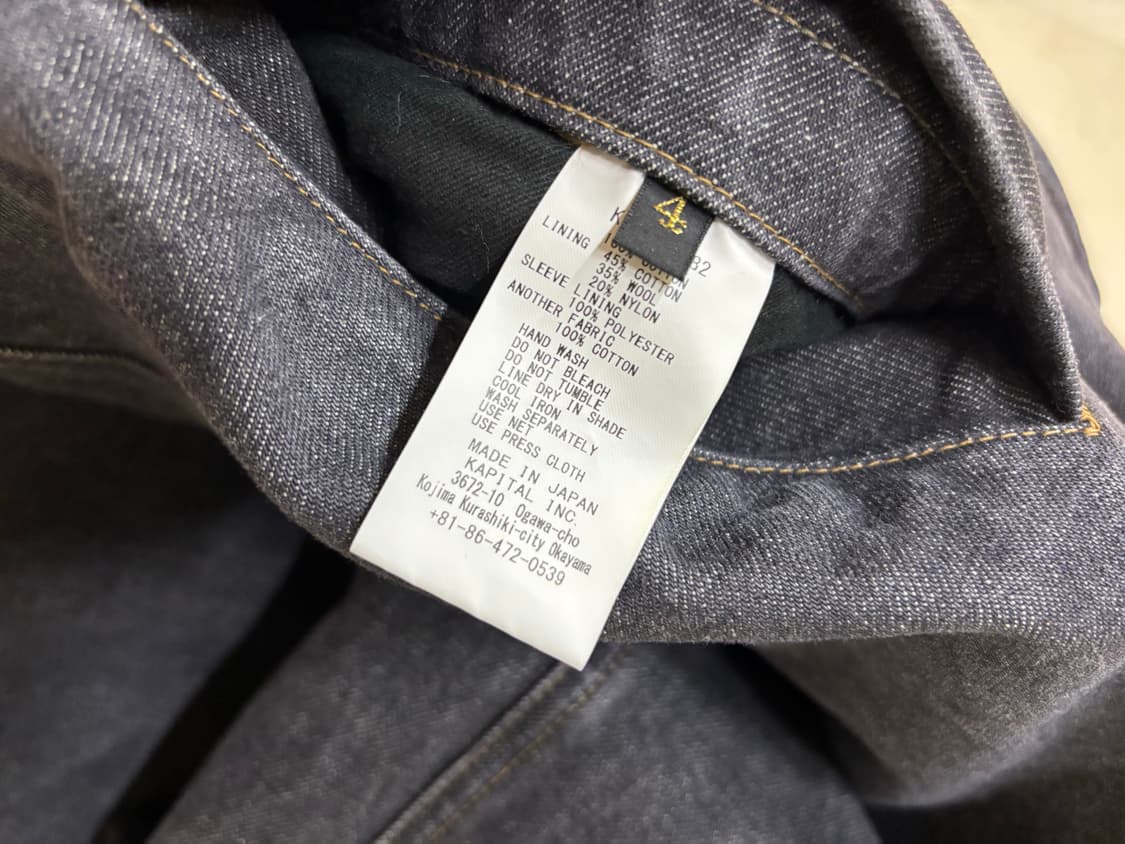 4
LINING
100% COTTON
45% COTTON
35% WOOL
20% NYLON
SLEEVE LINING
100% POLYESTER
ANOTHER FABRIC
100% COTTON
HAND WASH
DO NOT BLEACH
DO NOT TUMBLE
LINE DRY IN SHADE
COOL IRON
WASH SEPARATELY
USE NET
USE PRESS CLOTH
MADE IN JAPAN
KAPITAL INC.
3672-10 Ogawa-cho
Kojima Kurashiki-city Okayama
+81-86-472-0539